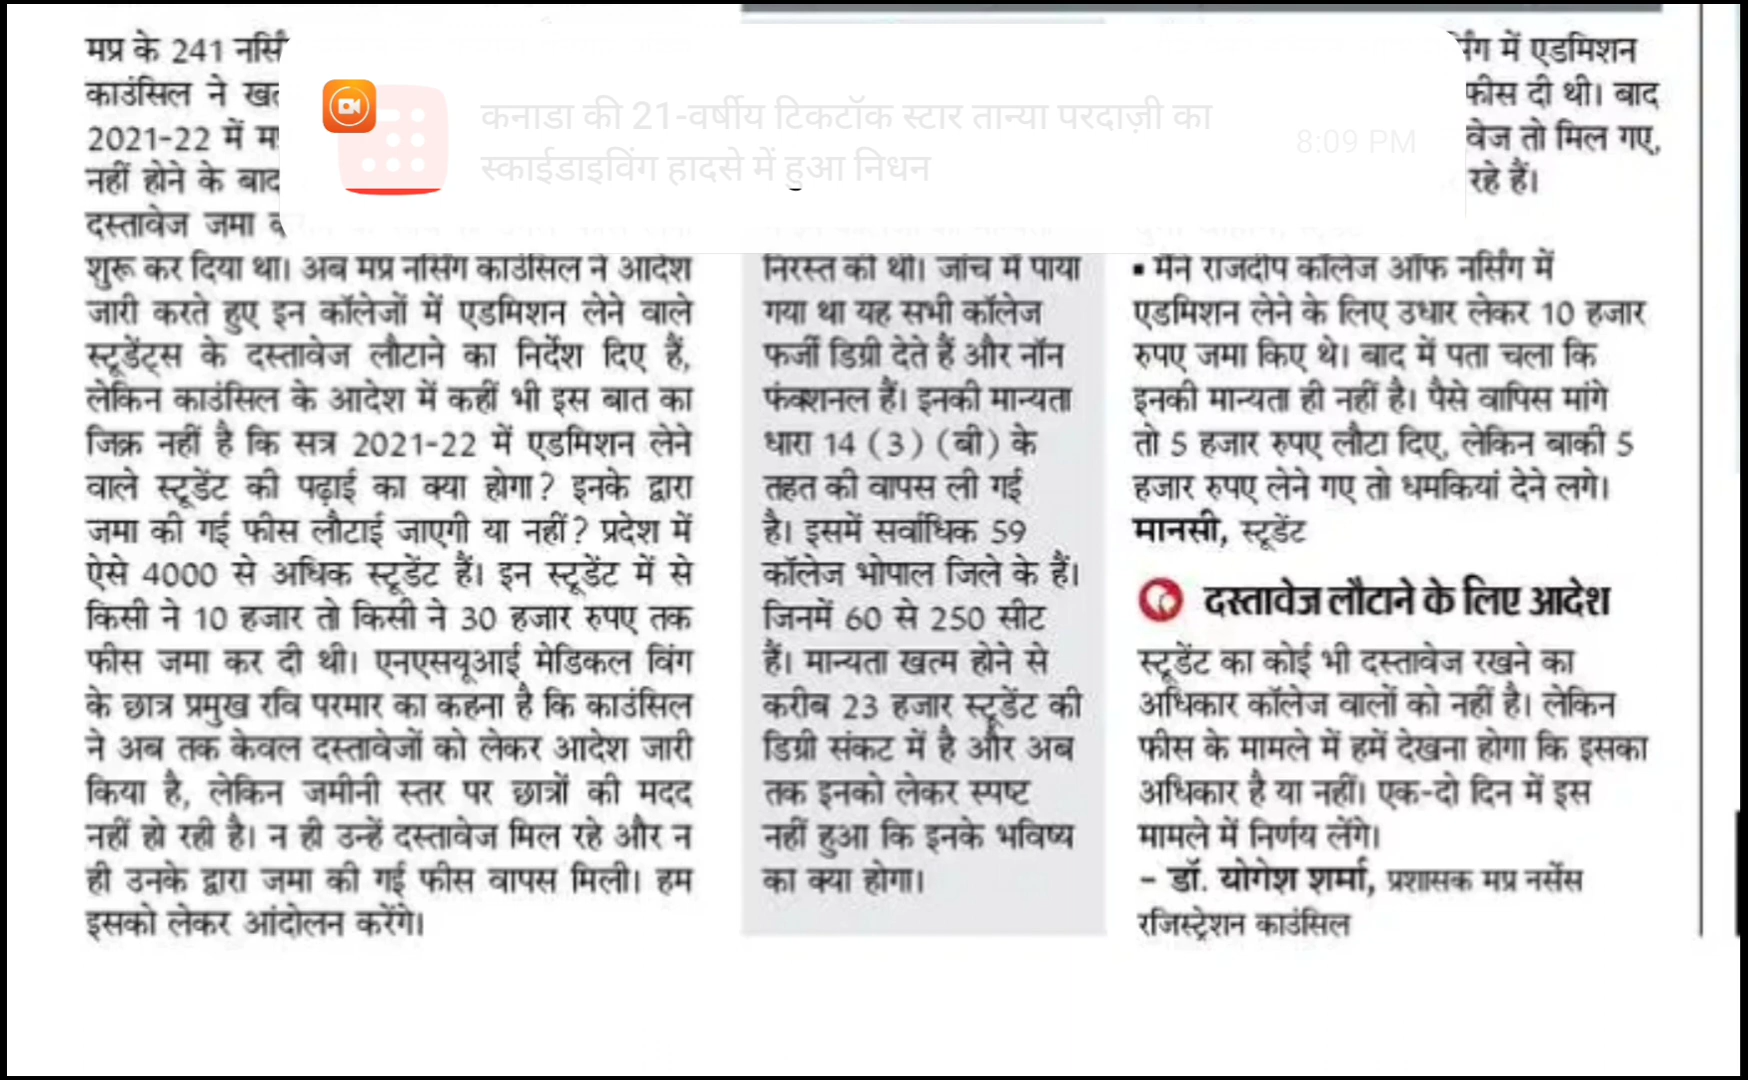 मप्र के 241
काउंसिल ने
2021-22 में
नहीं होने के बाद
दस्तावेज जमा
शुरू कर दिया था। अब मप्र नर्सिंग काउंसिल ने आदेश
जारी करते हुए इन कॉलेजों में एडमिशन लेने वाले
स्टूडेंट्स के दस्तावेज लौटाने का निर्देश दिए हैं,
लेकिन काउंसिल के आदेश में कहीं भी इस बात का
जिक्र नहीं है कि सत्र 2021-22 में एडमिशन लेने
वाले स्टूडेंट की पढ़ाई का क्या होगा? इनके द्वारा
जमा की गई फीस लौटाई जाएगी या नहीं? प्रदेश में
ऐसे 4000 से अधिक स्टूडेंट हैं। इन स्टूडेंट में से
किसी ने 10 हजार तो किसी ने 30 हजार रुपए तक
फीस जमा कर दी थी। एनएसयूआई मेडिकल विंग
के छात्र प्रमुख रवि परमार का कहना है कि काउंसिल
ने अब तक केवल दस्तावेजों को लेकर आदेश जारी
किया है, लेकिन जमीनी स्तर पर छात्रों की मदद
नहीं हो रही है। न ही उन्हें दस्तावेज मिल रहे और न
ही उनके द्वारा जमा की गई फीस वापस मिली। हम
इसको लेकर आंदोलन करेंगे।
कनाडा की 21-वर्षीय टिकटॉक स्टार तान्या परदाज़ी का
स्काईडाइविंग हादसे में हुआ निधन
8:09 PM
निरस्त की थी। जांच में पाया
गया था यह सभी कॉलेज
फर्जी डिग्री देते हैं और नॉन
फंक्शनल हैं। इनकी मान्यता
धारा 14 (3) (बी) के
तहत की वापस ली गई
है। इसमें सर्वाधिक 59
कॉलेज भोपाल जिले के हैं।
जिनमें 60 से 250 सीट
हैं। मान्यता खत्म होने से
करीब 23 हजार स्टूडेंट की
डिग्री संकट में है और अब
तक इनको लेकर स्पष्ट
नहीं हुआ कि इनके भविष्य
का क्या होगा।
में एडमिशन
फीस दी थी। बाद
तो मिल गए,
रहे हैं।
▪ मैंने राजदीप कॉलेज ऑफ नर्सिंग में
एडमिशन लेने के लिए उधार लेकर 10 हजार
रुपए जमा किए थे। बाद में पता चला कि
इनकी मान्यता ही नहीं है। पैसे वापिस मांगे
तो 5 हजार रुपए लौटा दिए, लेकिन बाकी 5
हजार रुपए लेने गए तो धमकियां देने लगे।
मानसी, स्टूडेंट
दस्तावेज लौटाने के लिए आदेश
स्टूडेंट का कोई भी दस्तावेज रखने का
अधिकार कॉलेज वालों को नहीं है। लेकिन
फीस के मामले में हमें देखना होगा कि इसका
अधिकार है या नहीं। एक-दो दिन में इस
मामले में निर्णय लेंगे।
– डॉ. योगेश शर्मा, प्रशासक मप्र नर्सेस
रजिस्ट्रेशन काउंसिल